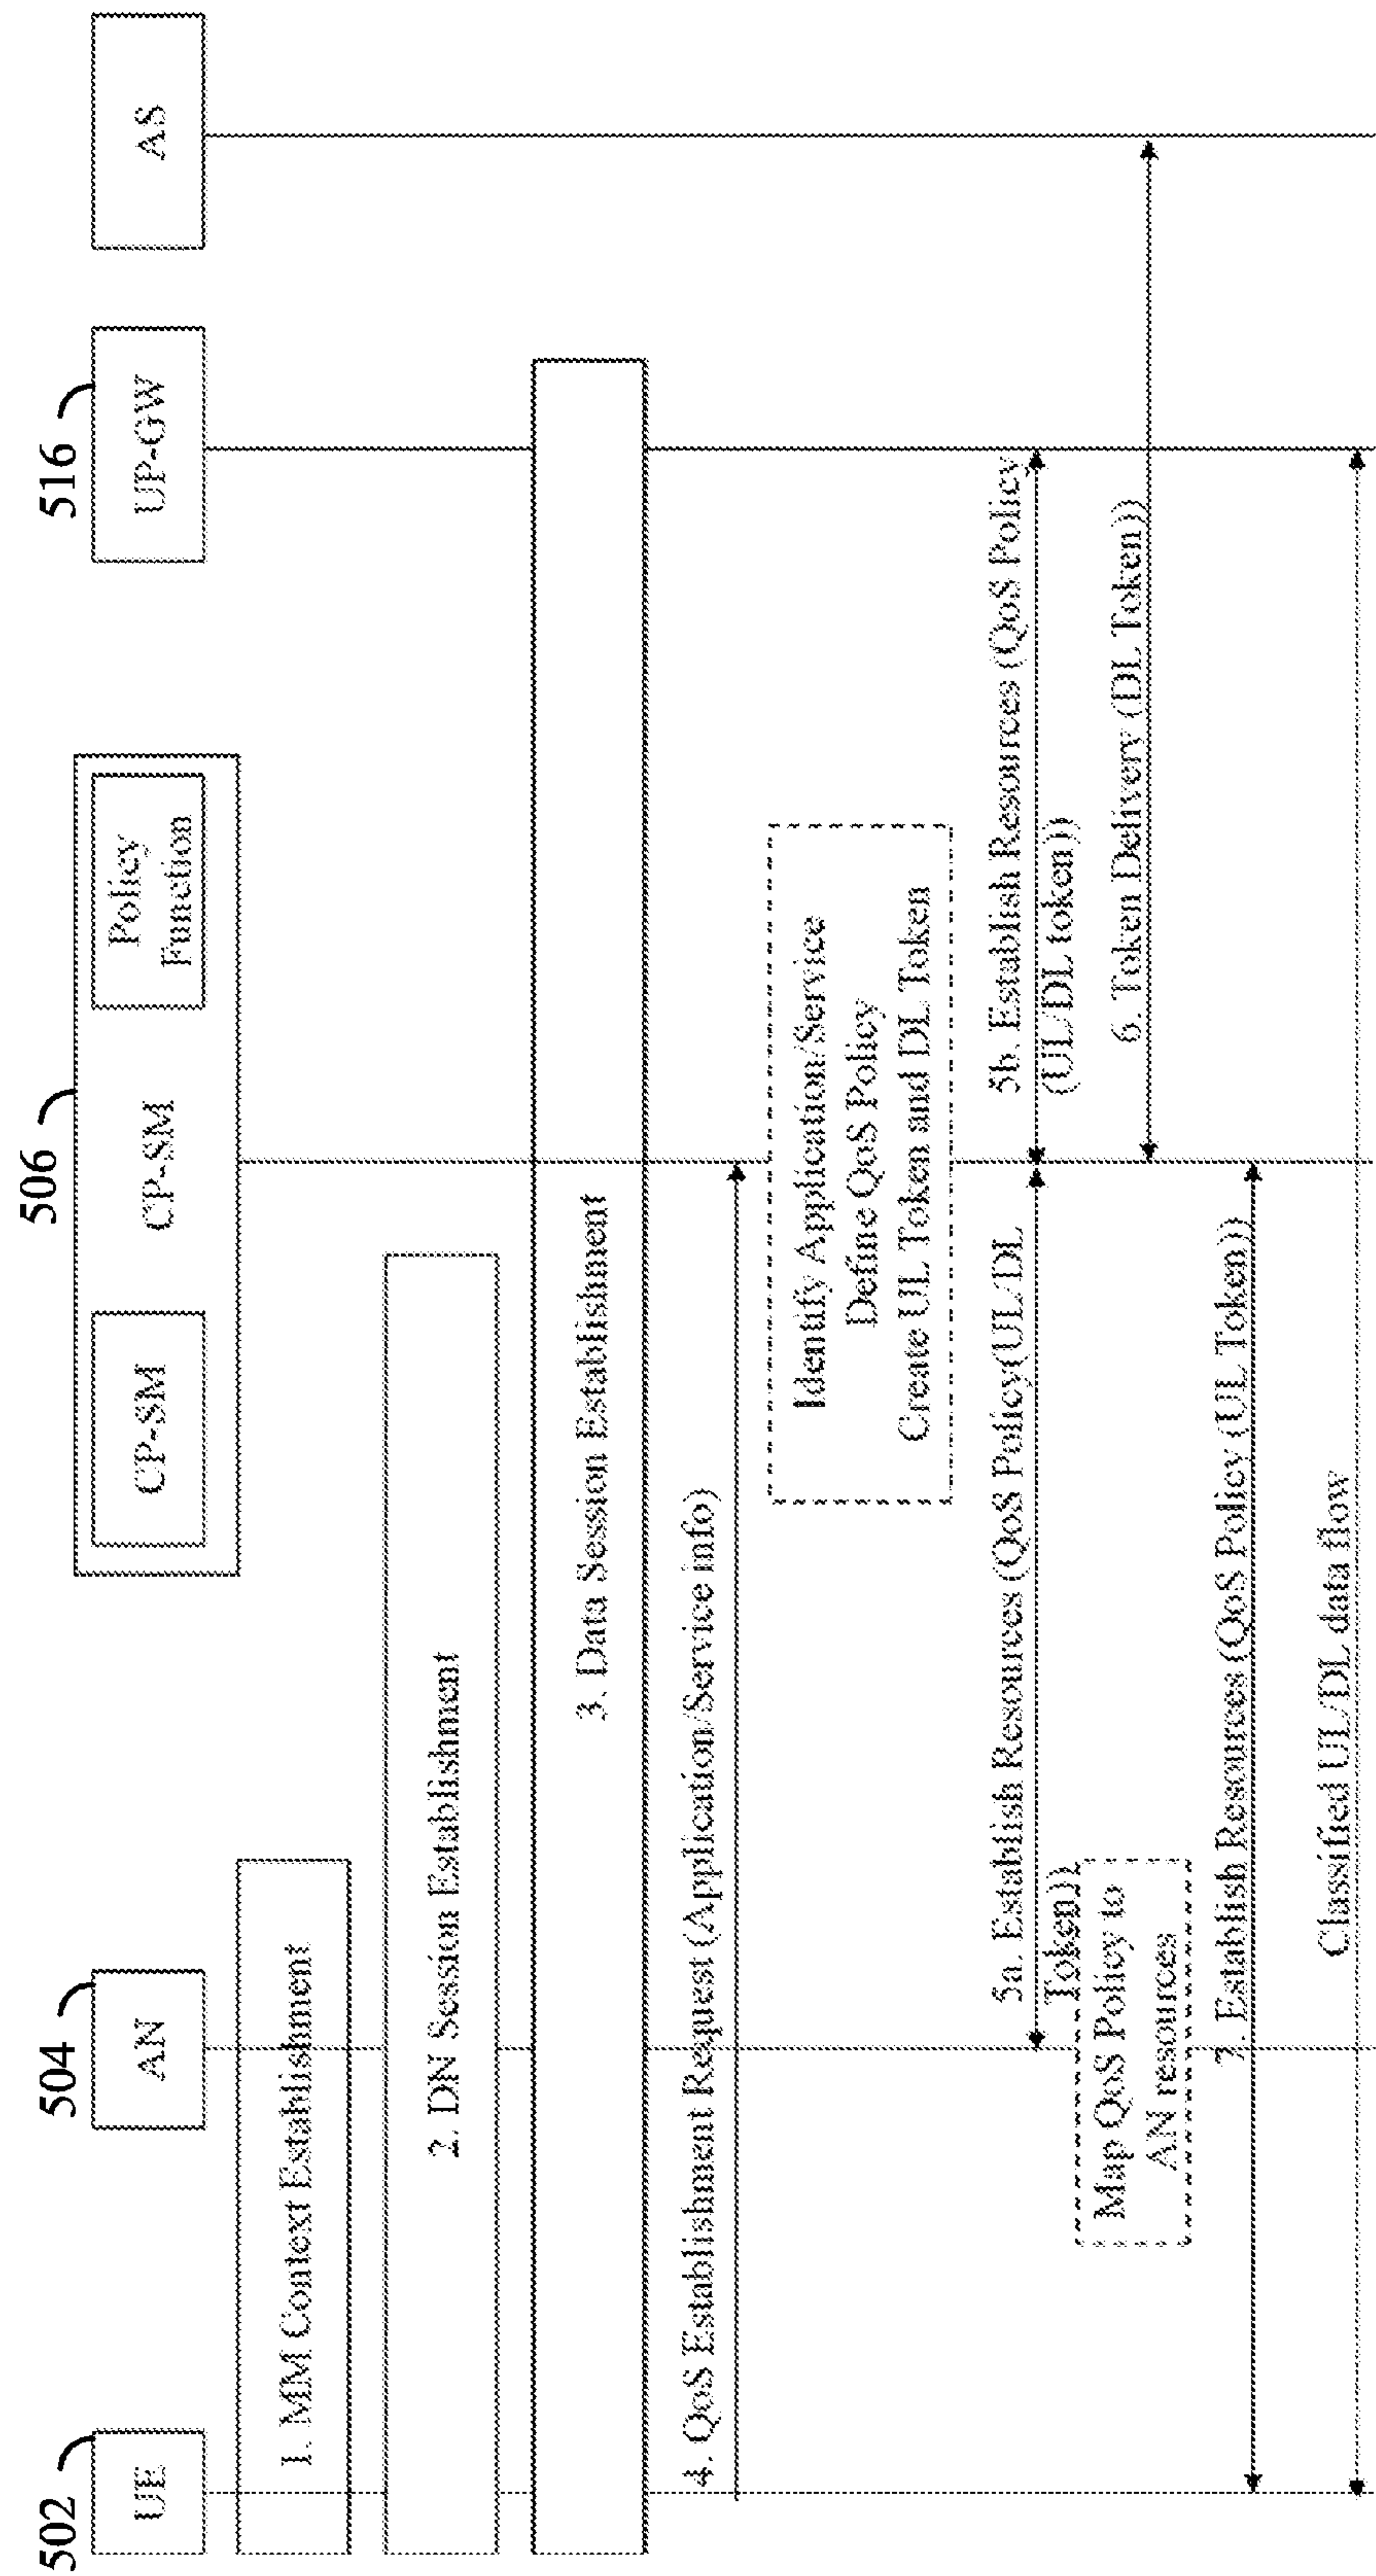 502
504
506
516
UE
AN
CP-SM
CP-SM
Policy
Function
UP-GW
AS
1. MM Context Establishment
2. DN Session Establishment
3. Data Session Establishment
4. QoS Establishment Request (Application/Service info)
Identify Application/Service
Define QoS Policy
Create UL Token and DL Token
5a. Establish Resources (QoS Policy(UL/DL
Token))
5b. Establish Resources (QoS Policy
(UL/DL token))
Map QoS Policy to
AN resources
6. Token Delivery (DL Token))
7. Establish Resources (QoS Policy (UL Token))
Classified UL/DL data flow